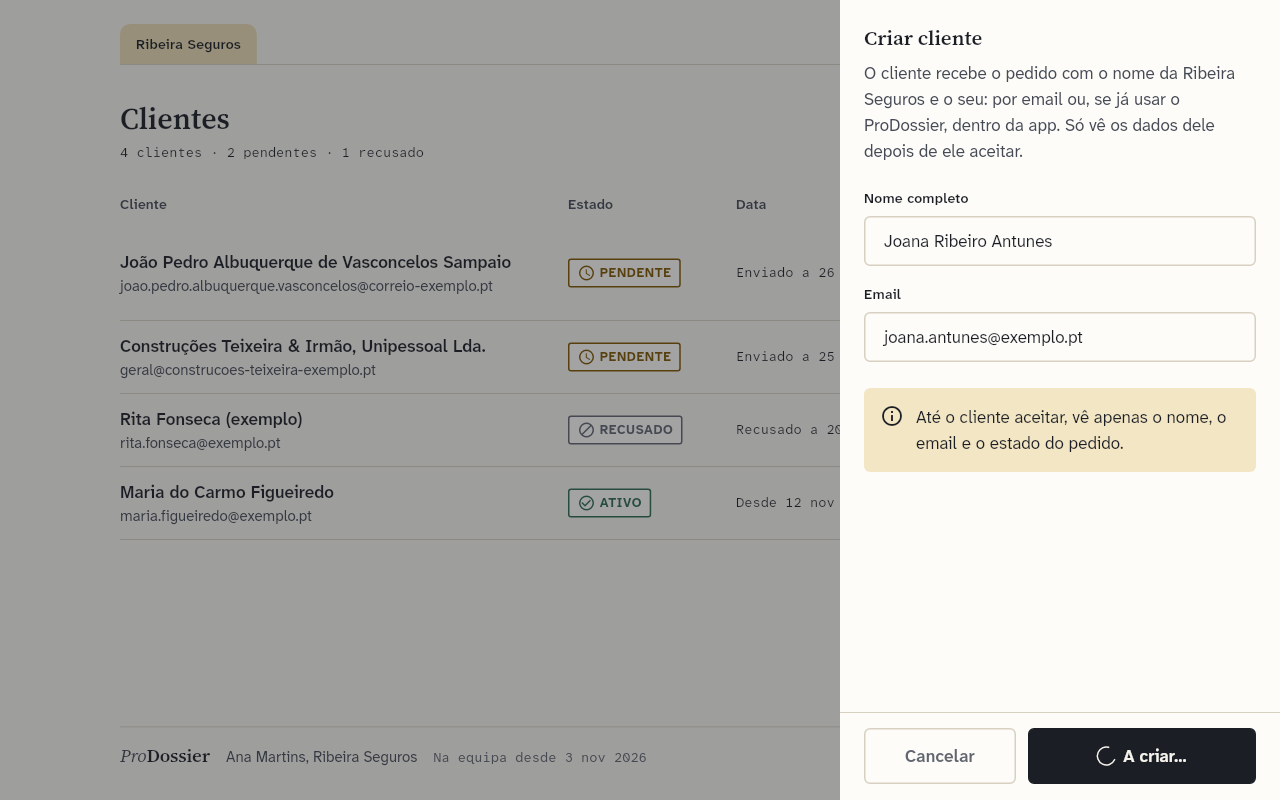 Ribeira Seguros
Clientes
4 clientes · 2 pendentes · 1 recusado
Cliente Estado Data
João Pedro Albuquerque de Vasconcelos Sampaio
joao.pedro.albuquerque.vasconcelos@correio-exemplo.pt
PENDENTE
Enviado a 26
Construções Teixeira & Irmão, Unipessoal Lda.
geral@construcoes-teixeira-exemplo.pt
PENDENTE
Enviado a 25
Rita Fonseca (exemplo)
rita.fonseca@exemplo.pt
RECUSADO
Recusado a 20
Maria do Carmo Figueiredo
maria.figueiredo@exemplo.pt
ATIVO
Desde 12 nov
ProDossier Ana Martins, Ribeira Seguros Na equipa desde 3 nov 2026
Criar cliente
O cliente recebe o pedido com o nome da Ribeira
Seguros e o seu: por email ou, se já usar o
ProDossier, dentro da app. Só vê os dados dele
depois de ele aceitar.
Nome completo
Joana Ribeiro Antunes
Email
joana.antunes@exemplo.pt
Até o cliente aceitar, vê apenas o nome, o
email e o estado do pedido.
Cancelar
A criar…